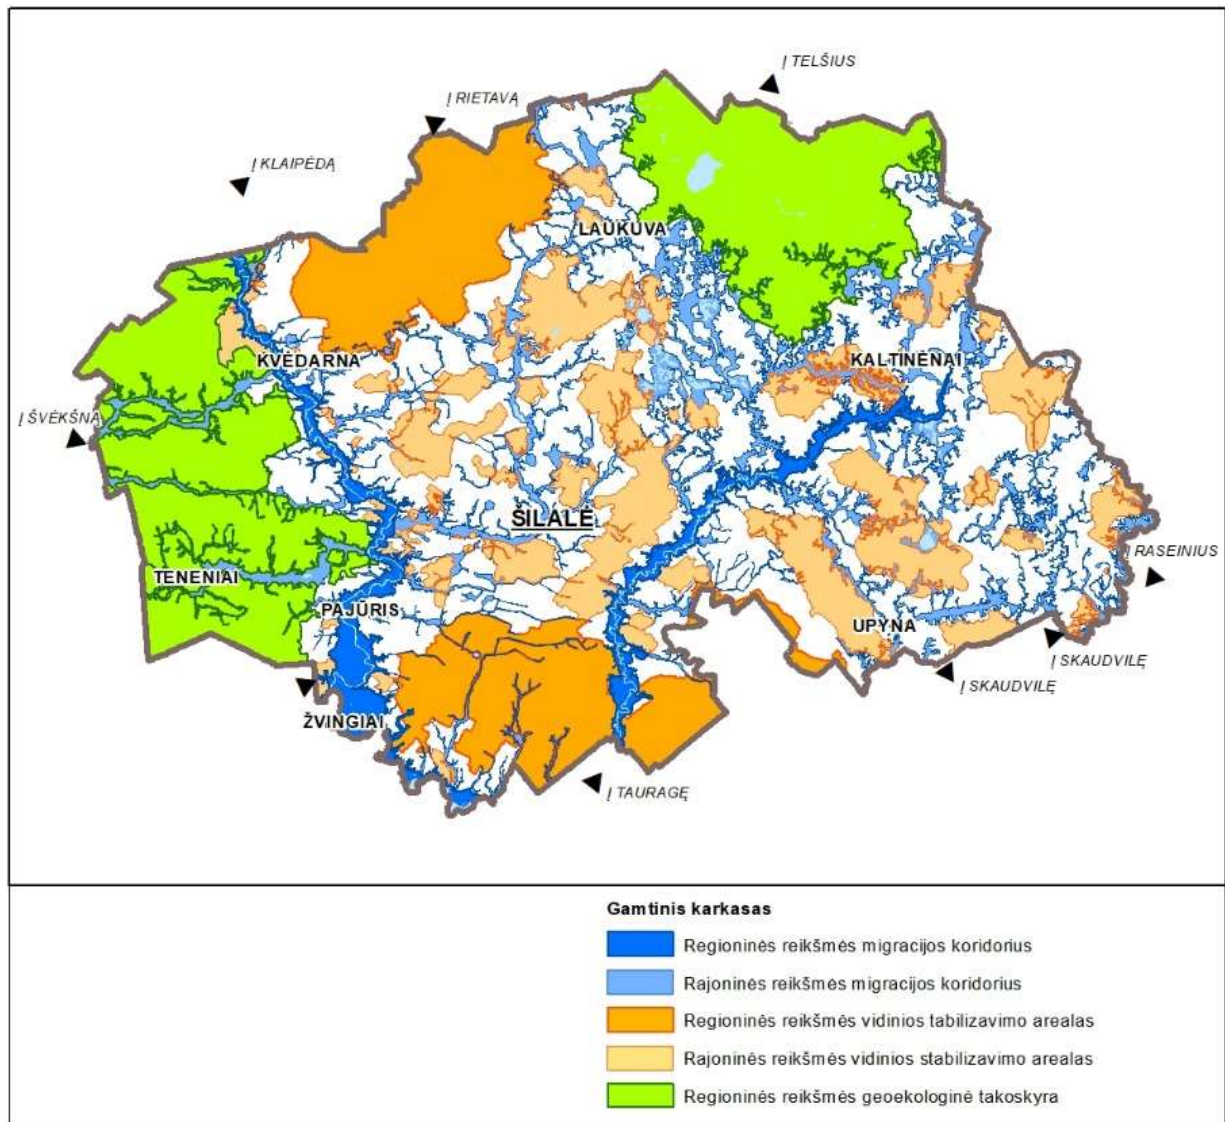 Į TELŠIUS
Į RIETAVĄ
Į KLAIPĖDĄ
LAUKUVA
KVĖDARNA
KALTINĖNAI
Į ŠVĖKŠNĄ
ŠILALĖ
Į RASEINIUS
TENENIAI
PAJŪRIS
UPYNA
Į SKAUDVILĘ
Į SKAUDVILĘ
ŽVINGIAI
Į TAURAGĘ
Gamtinis karkasas
Regioninės reikšmės migracijos koridorius
Rajoninės reikšmės migracijos koridorius
Regioninės reikšmės vidinios tabilizavimo arealas
Rajoninės reikšmės vidinios stabilizavimo arealas
Regioninės reikšmės geoekologinė takoskyra